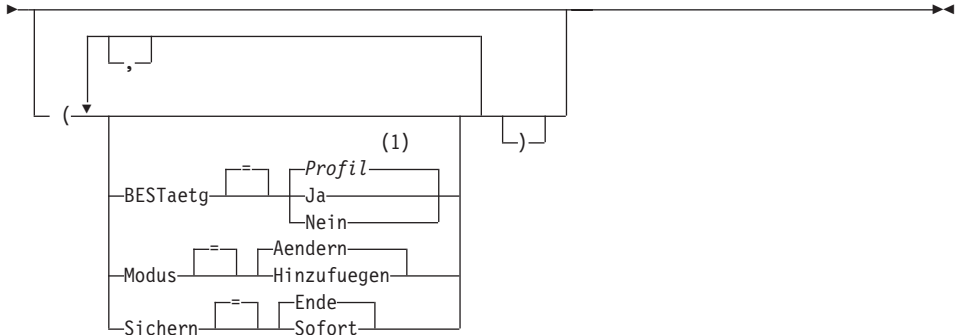 ,
(
(1)
)
= Profil
BESTaetg Ja
Nein
= Aendern
Modus Hinzufuegen
= Ende
Sichern Sofort